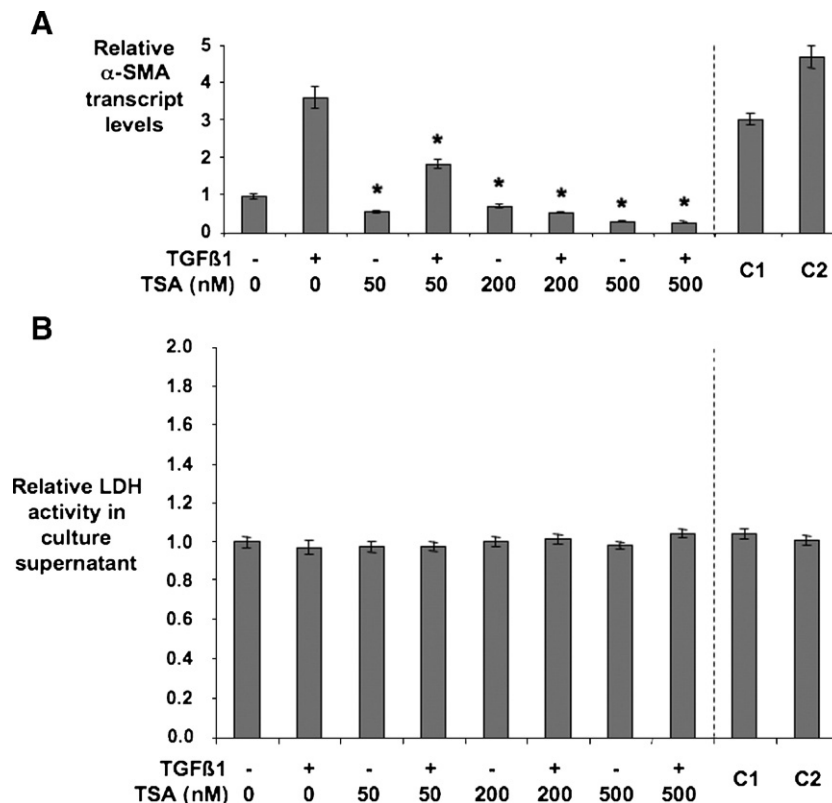 A
Relative
α-SMA
transcript
levels
5
4
3
2
1
0
* * * * * *
TGFß1 - + - + - + - +
TSA (nM) 0 0 50 50 200 200 500 500
C1 C2
B
Relative LDH
activity in
culture
supernatant
2.0
1.8
1.6
1.4
1.2
1.0
0.8
0.6
0.4
0.2
0.0
TGFß1 - + - + - + - +
TSA (nM) 0 0 50 50 200 200 500 500
C1 C2